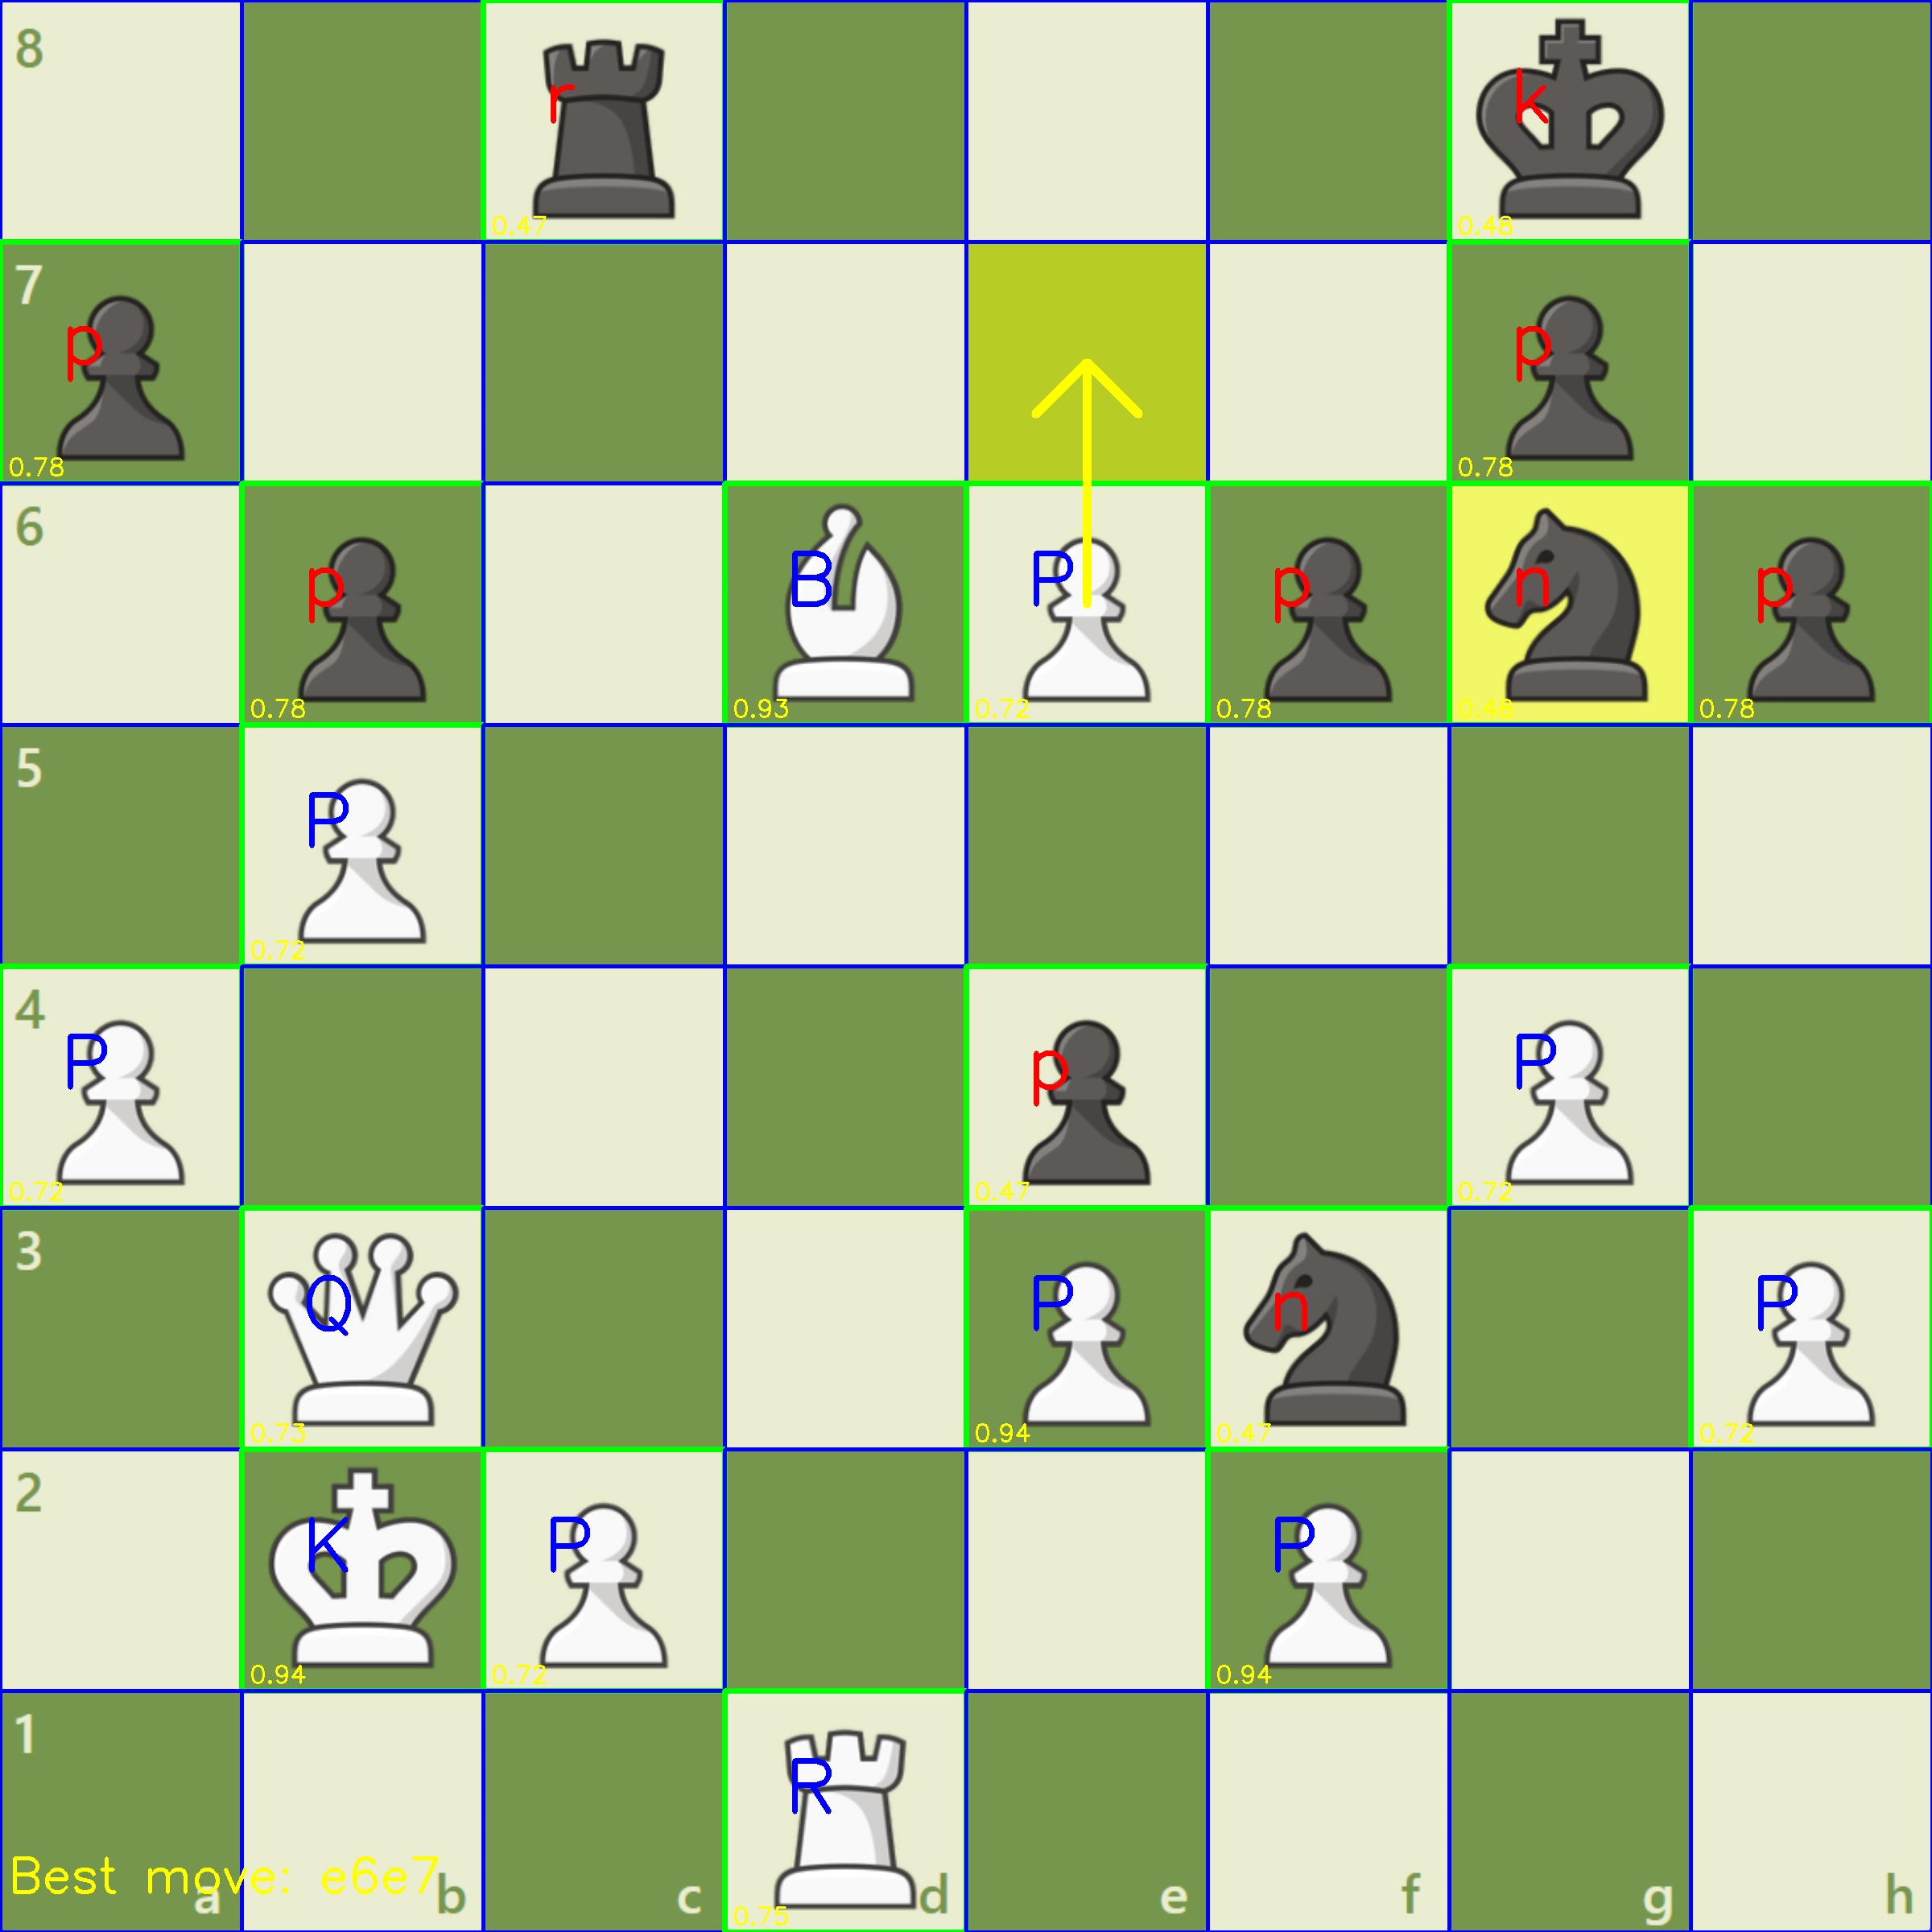 8 r k
0.47 0.48
7 p p
0.78 0.78
6 p B P p n p
0.78 0.93 0.72 0.78 0.48 0.78
5 P
0.72
4 P p P
0.72 0.47 0.72
3 Q P n P
0.73 0.94 0.47 0.72
2 K P P
0.94 0.72 0.94
1 R
Best move: e6e7
a b c d e f g h
0.75